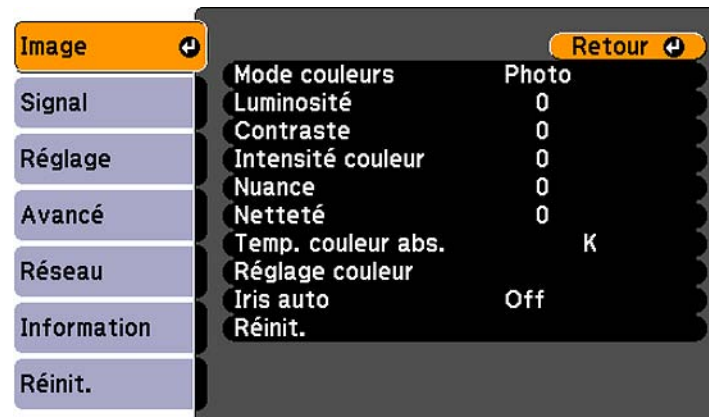 Image
Signal
Réglage
Avancé
Réseau
Information
Réinit.
Retour
Mode couleurs Photo
Luminosité 0
Contraste 0
Intensité couleur 0
Nuance 0
Netteté 0
Temp. couleur abs. K
Réglage couleur
Iris auto Off
Réinit.